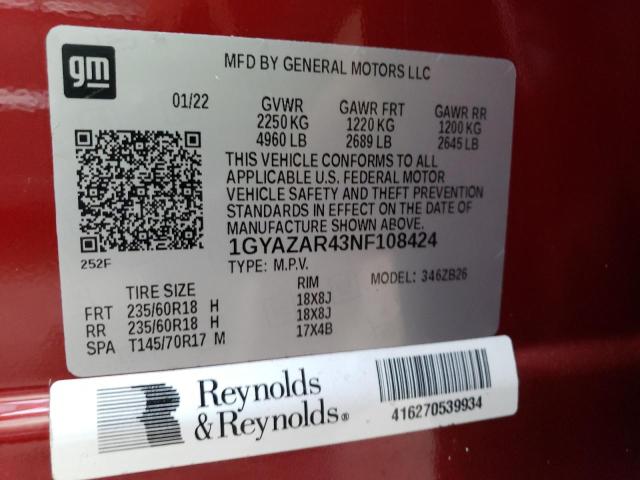 gm
MFD BY GENERAL MOTORS LLC
01/22 GVWR GAWR FRT GAWR RR
2250 KG 1220 KG 1200 KG
4960 LB 2689 LB 2645 LB
THIS VEHICLE CONFORMS TO ALL
APPLICABLE U.S. FEDERAL MOTOR
VEHICLE SAFETY AND THEFT PREVENTION
STANDARDS IN EFFECT ON THE DATE OF
MANUFACTURE SHOWN ABOVE.
1GYAZAR43NF108424
252F TYPE: M.P.V. MODEL: 346ZB26
TIRE SIZE RIM
FRT 235/60R18 H 18X8J
RR 235/60R18 H 18X8J
SPA T145/70R17 M 17X4B
Reynolds
& Reynolds®
416270539934